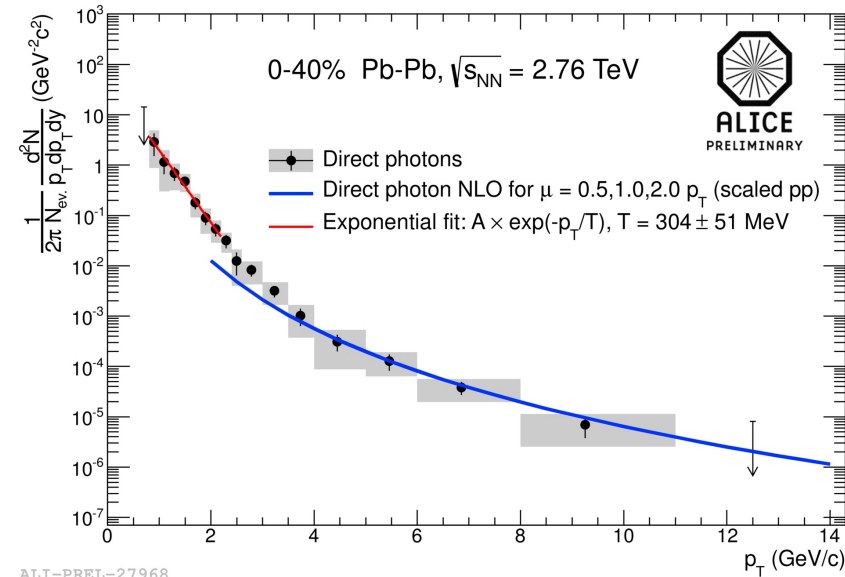 10³
10²
10
1
10⁻¹
10⁻²
10⁻³
10⁻⁴
10⁻⁵
10⁻⁶
10⁻⁷
1/(2π N_ev.) d²N/(p_T dp_T dy) (GeV⁻²c²)
0-40% Pb-Pb, √s_NN = 2.76 TeV
ALICE
PRELIMINARY
Direct photons
Direct photon NLO for μ = 0.5,1.0,2.0 p_T (scaled pp)
Exponential fit: A × exp(-p_T/T), T = 304 ± 51 MeV
0 2 4 6 8 10 12 14
p_T (GeV/c)
ALI-PREL-27968